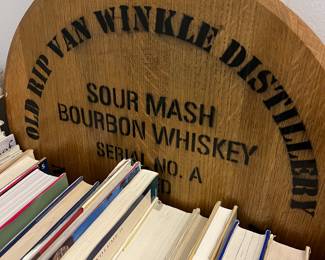 OLD RIP VAN WINKLE DISTILLERY
SOUR MASH
BOURBON WHISKEY
SERIAL NO. A